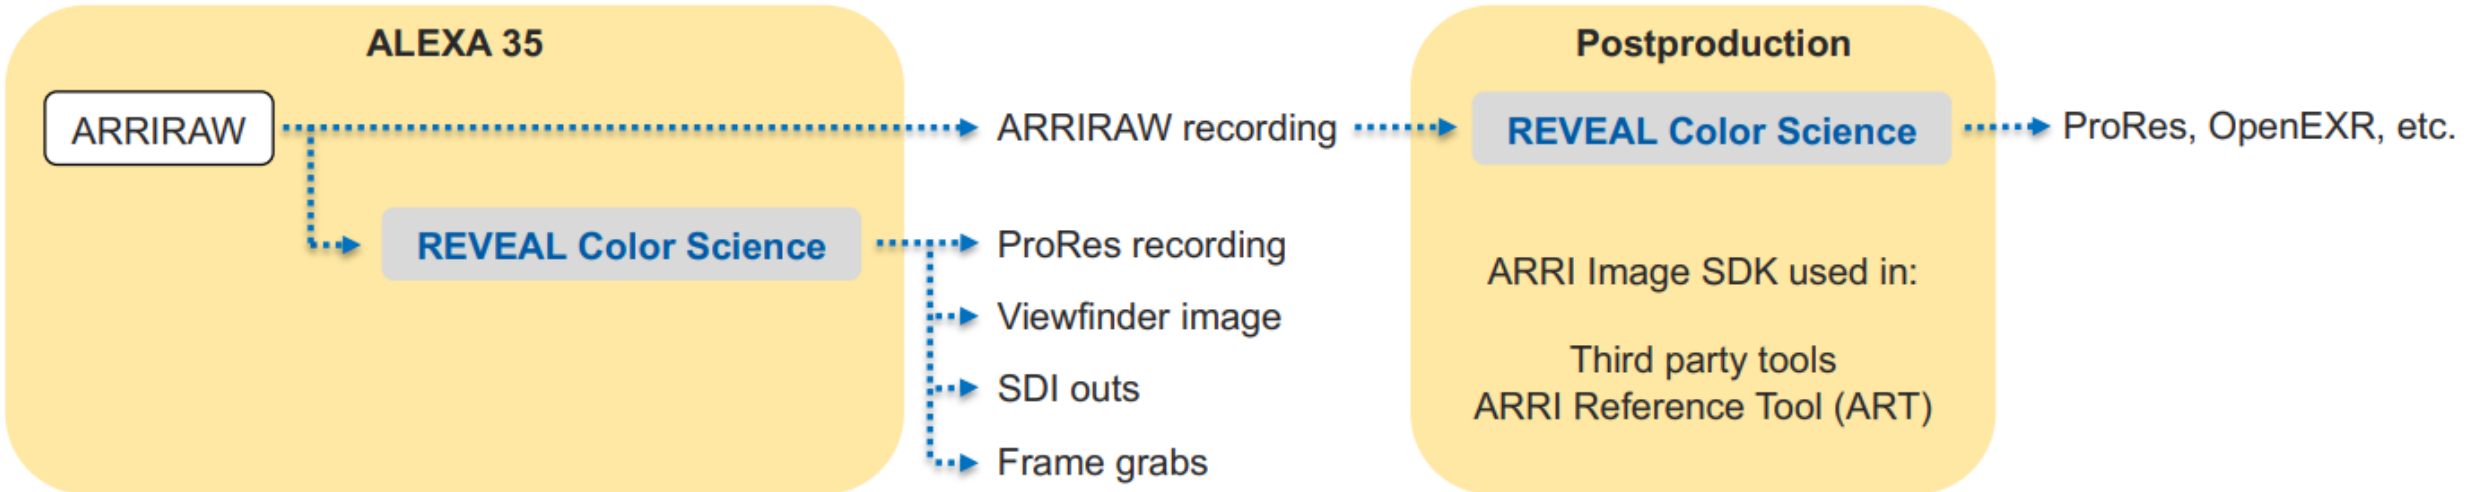 ALEXA 35
ARRIRAW
REVEAL Color Science
ARRIRAW recording
ProRes recording
Viewfinder image
SDI outs
Frame grabs
Postproduction
REVEAL Color Science
ARRI Image SDK used in:
Third party tools
ARRI Reference Tool (ART)
ProRes, OpenEXR, etc.